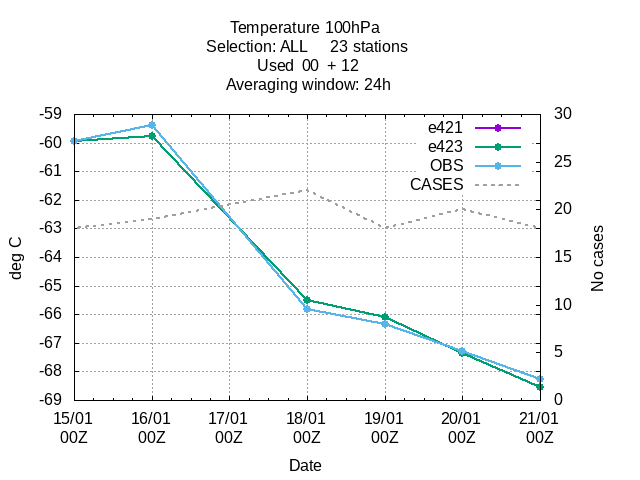 Temperature 100hPa
Selection: ALL     23 stations
Used  00  + 12
Averaging window: 24h
-59
-60
-61
-62
-63
-64
-65
-66
-67
-68
-69
deg C
30
25
20
15
10
5
0
No cases
e421
e423
OBS
CASES
15/01 16/01 17/01 18/01 19/01 20/01 21/01
00Z 00Z 00Z 00Z 00Z 00Z 00Z
Date